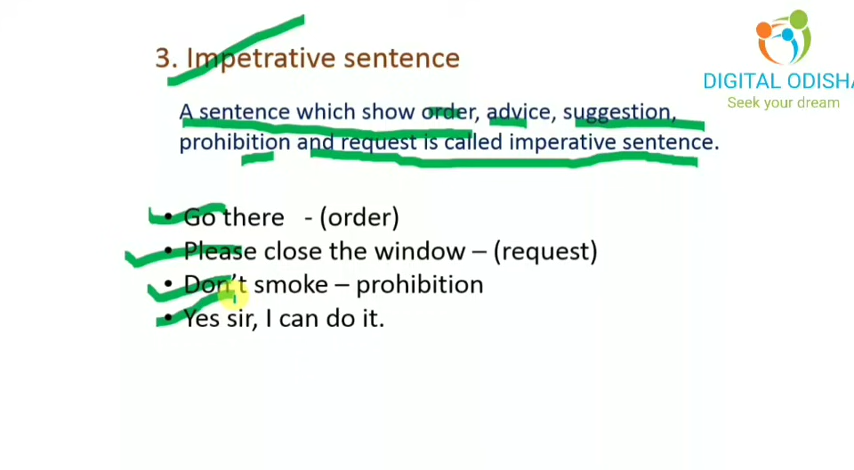 3. Impetrative sentence
DIGITAL ODISHA
Seek your dream
A sentence which show order, advice, suggestion,
prohibition and request is called imperative sentence.
• Go there - (order)
• Please close the window – (request)
• Don't smoke – prohibition
• Yes sir, I can do it.